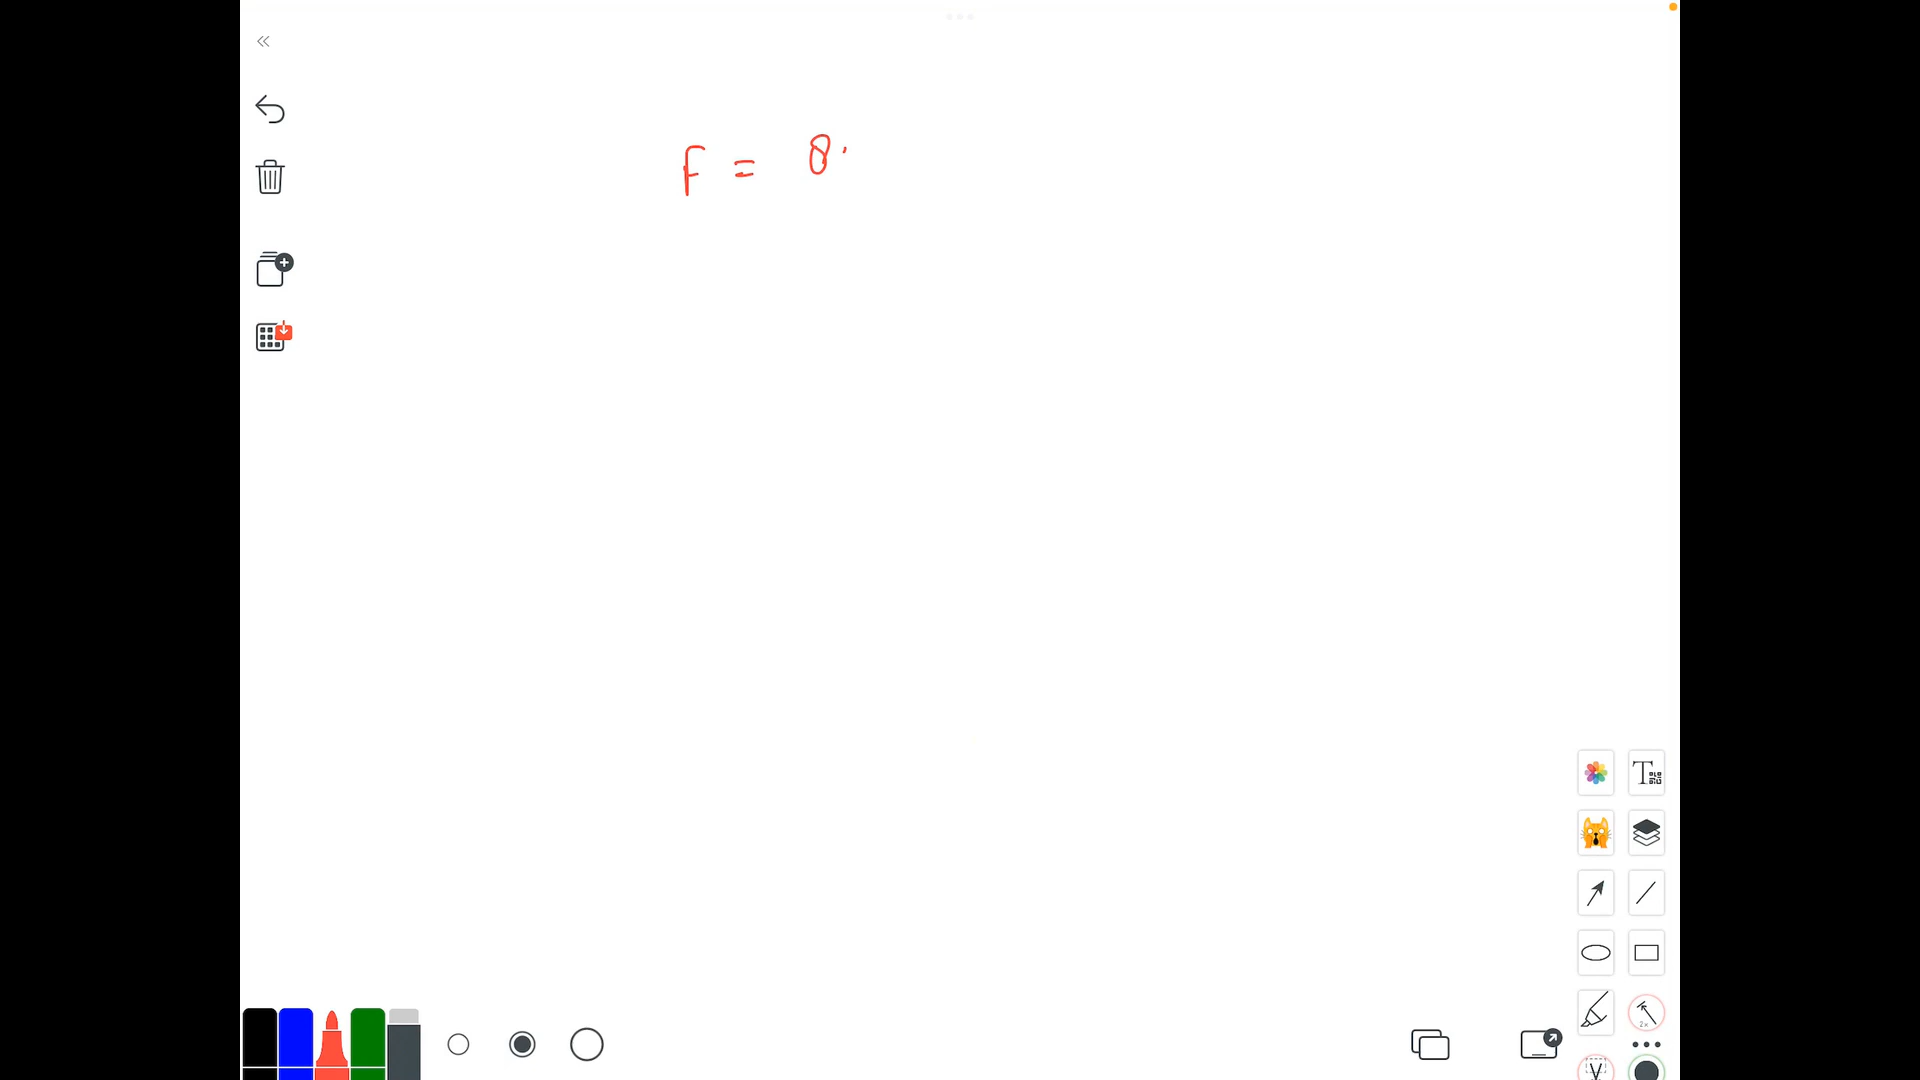 F = 8.